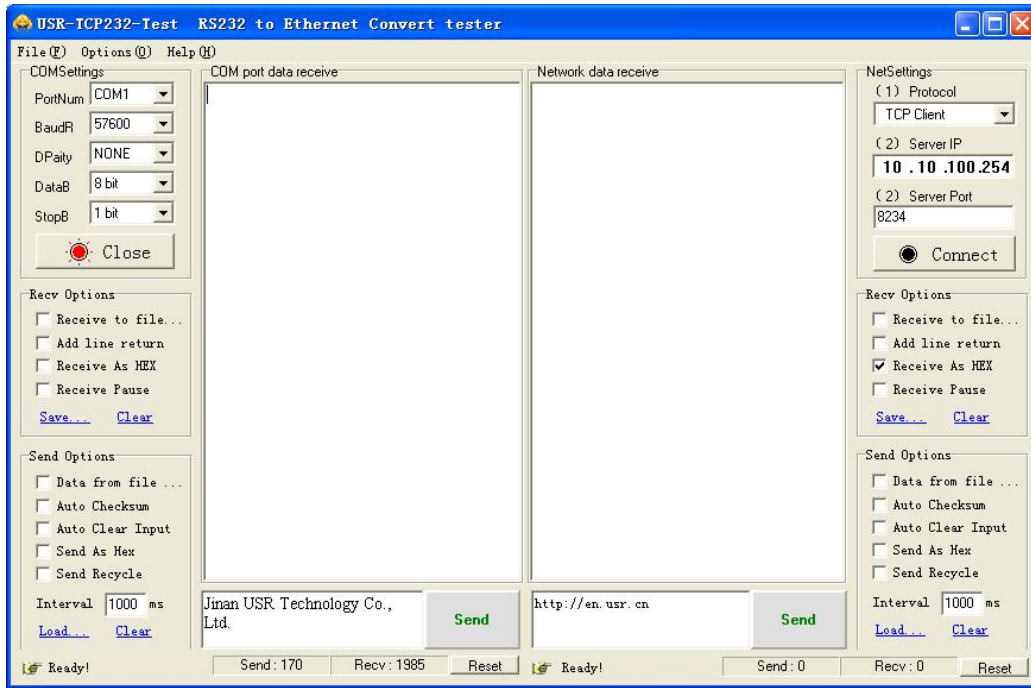 USR-TCP232-Test RS232 to Ethernet Convert tester
File(F) Options(O) Help(H)
COMSettings
PortNum COM1
BaudR 57600
DPaity NONE
DataB 8 bit
StopB 1 bit
Close
Recv Options
Receive to file...
Add line return
Receive As HEX
Receive Pause
Save... Clear
Send Options
Data from file ...
Auto Checksum
Auto Clear Input
Send As Hex
Send Recycle
Interval 1000 ms
Load... Clear
COM port data receive
Jinan USR Technology Co.,
Ltd.
Send
Ready!
Send : 170 Recv : 1985 Reset
Network data receive
http://en.usr.cn
Send
Ready!
Send : 0 Recv : 0 Reset
NetSettings
(1) Protocol
TCP Client
(2) Server IP
10 . 10 .100.254
(2) Server Port
8234
Connect
Recv Options
Receive to file...
Add line return
Receive As HEX
Receive Pause
Save... Clear
Send Options
Data from file ...
Auto Checksum
Auto Clear Input
Send As Hex
Send Recycle
Interval 1000 ms
Load... Clear